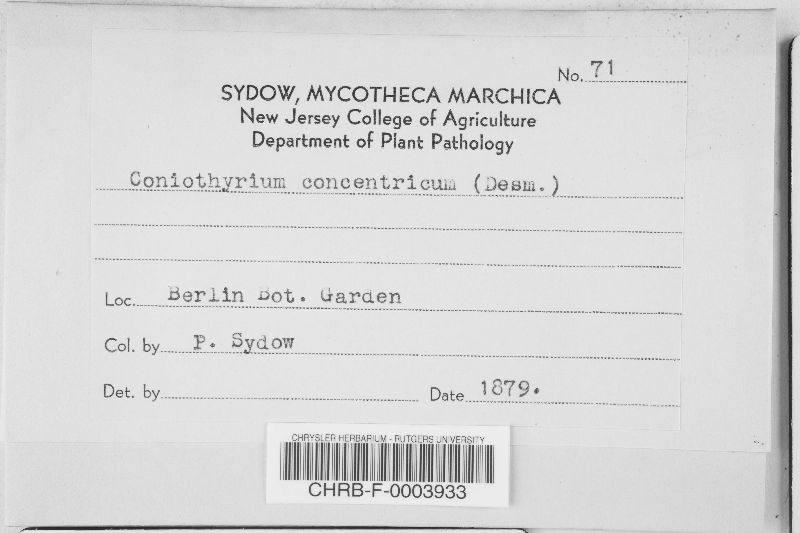 No. 71
SYDOW, MYCOTHECA MARCHICA
New Jersey College of Agriculture
Department of Plant Pathology
Coniothyrium concentricum (Desm.)
Loc. Berlin Bot. Garden
Col. by P. Sydow
Det. by Date 1879.
CHRYSLER HERBARIUM - RUTGERS UNIVERSITY
CHRB-F-0003933